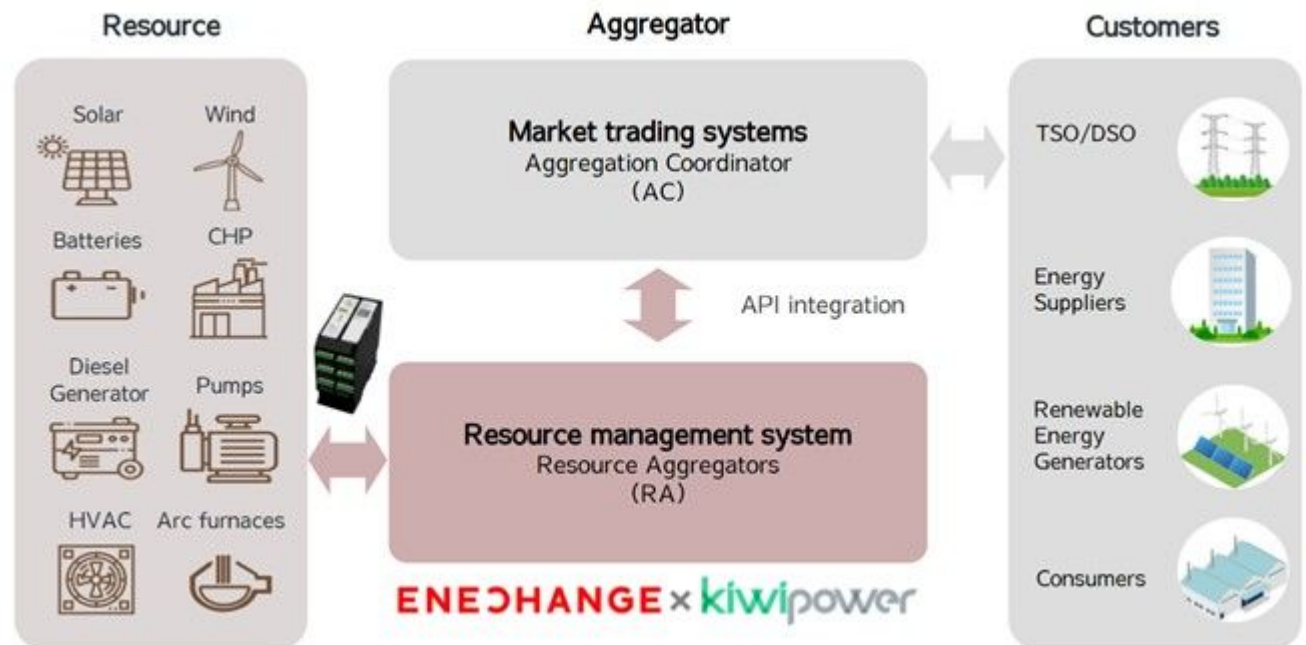 Resource
Aggregator
Customers
Solar
Wind
Batteries
CHP
Diesel
Generator
Pumps
HVAC
Arc furnaces
Market trading systems
Aggregation Coordinator
(AC)
API integration
Resource management system
Resource Aggregators
(RA)
ENECHANGE × kiwipower
TSO/DSO
Energy
Suppliers
Renewable
Energy
Generators
Consumers